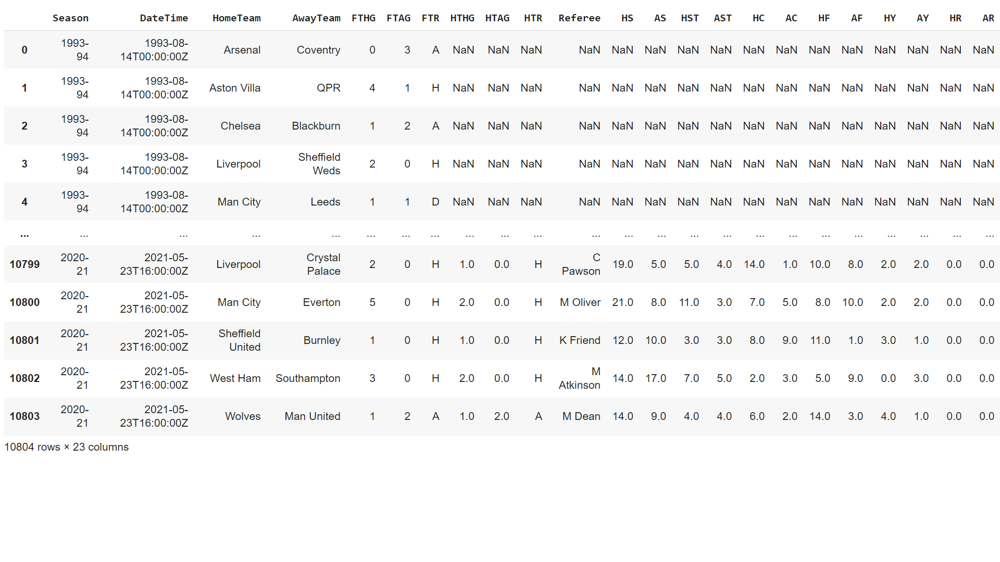 Season DateTime HomeTeam AwayTeam FTHG FTAG FTR HTHG HTAG HTR Referee HS AS HST AST HC AC HF AF HY AY HR AR
0 1993-94 1993-08-14T00:00:00Z Arsenal Coventry 0 3 A NaN NaN NaN NaN NaN NaN NaN NaN NaN NaN NaN NaN NaN NaN NaN NaN
1 1993-94 1993-08-14T00:00:00Z Aston Villa QPR 4 1 H NaN NaN NaN NaN NaN NaN NaN NaN NaN NaN NaN NaN NaN NaN NaN NaN
2 1993-94 1993-08-14T00:00:00Z Chelsea Blackburn 1 2 A NaN NaN NaN NaN NaN NaN NaN NaN NaN NaN NaN NaN NaN NaN NaN NaN
3 1993-94 1993-08-14T00:00:00Z Liverpool Sheffield Weds 2 0 H NaN NaN NaN NaN NaN NaN NaN NaN NaN NaN NaN NaN NaN NaN NaN NaN
4 1993-94 1993-08-14T00:00:00Z Man City Leeds 1 1 D NaN NaN NaN NaN NaN NaN NaN NaN NaN NaN NaN NaN NaN NaN NaN NaN
... ... ... ... ... ... ... ... ... ... ... ... ... ... ... ... ... ... ... ... ... ... ... ...
10799 2020-21 2021-05-23T16:00:00Z Liverpool Crystal Palace 2 0 H 1.0 0.0 H C Pawson 19.0 5.0 5.0 4.0 14.0 1.0 10.0 8.0 2.0 2.0 0.0 0.0
10800 2020-21 2021-05-23T16:00:00Z Man City Everton 5 0 H 2.0 0.0 H M Oliver 21.0 8.0 11.0 3.0 7.0 5.0 8.0 10.0 2.0 2.0 0.0 0.0
10801 2020-21 2021-05-23T16:00:00Z Sheffield United Burnley 1 0 H 1.0 0.0 H K Friend 12.0 10.0 3.0 3.0 8.0 9.0 11.0 1.0 3.0 1.0 0.0 0.0
10802 2020-21 2021-05-23T16:00:00Z West Ham Southampton 3 0 H 2.0 0.0 H M Atkinson 14.0 17.0 7.0 5.0 2.0 3.0 5.0 9.0 0.0 3.0 0.0 0.0
10803 2020-21 2021-05-23T16:00:00Z Wolves Man United 1 2 A 1.0 2.0 A M Dean 14.0 9.0 4.0 4.0 6.0 2.0 14.0 3.0 4.0 1.0 0.0 0.0
10804 rows × 23 columns